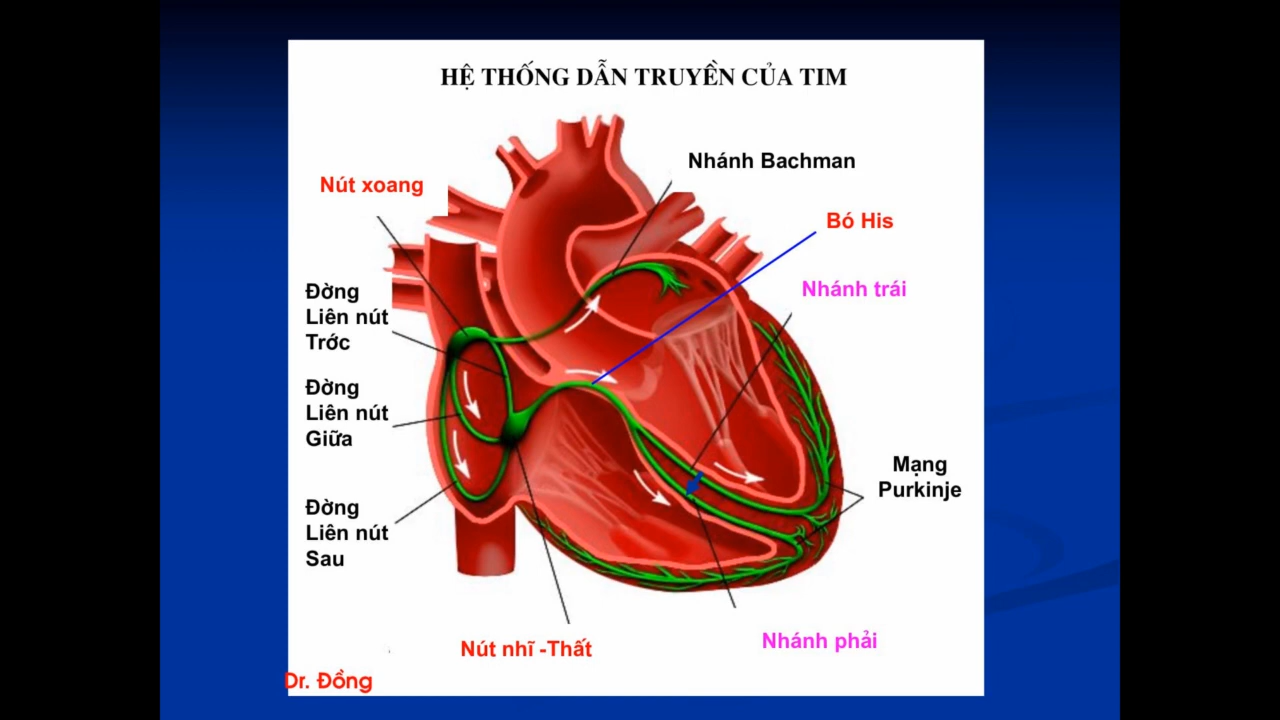 HỆ THỐNG DẪN TRUYỀN CỦA TIM
Nhánh Bachman
Nút xoang
Bó His
Nhánh trái
Đờng
Liên nút
Trớc
Đờng
Liên nút
Giữa
Mạng
Purkinje
Đờng
Liên nút
Sau
Nút nhĩ -Thất
Nhánh phải
Dr. Đồng